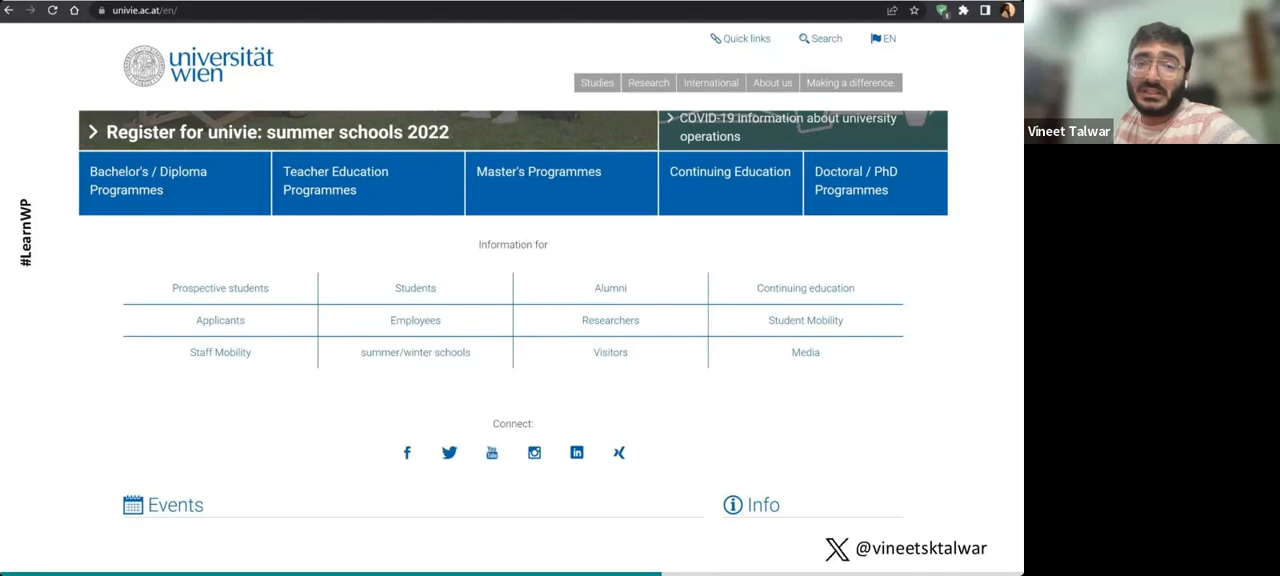 univie.ac.at/en/
Quick links
Search
EN
universität
wien
Studies
Research
International
About us
Making a difference.
Register for univie: summer schools 2022
COVID-19 information about university
operations
Bachelor's / Diploma
Programmes
Teacher Education
Programmes
Master's Programmes
Continuing Education
Doctoral / PhD
Programmes
#LearnWP
Information for
Prospective students
Students
Alumni
Continuing education
Applicants
Employees
Researchers
Student Mobility
Staff Mobility
summer/winter schools
Visitors
Media
Connect:
Events
Info
@vineetsktalwar
Vineet Talwar